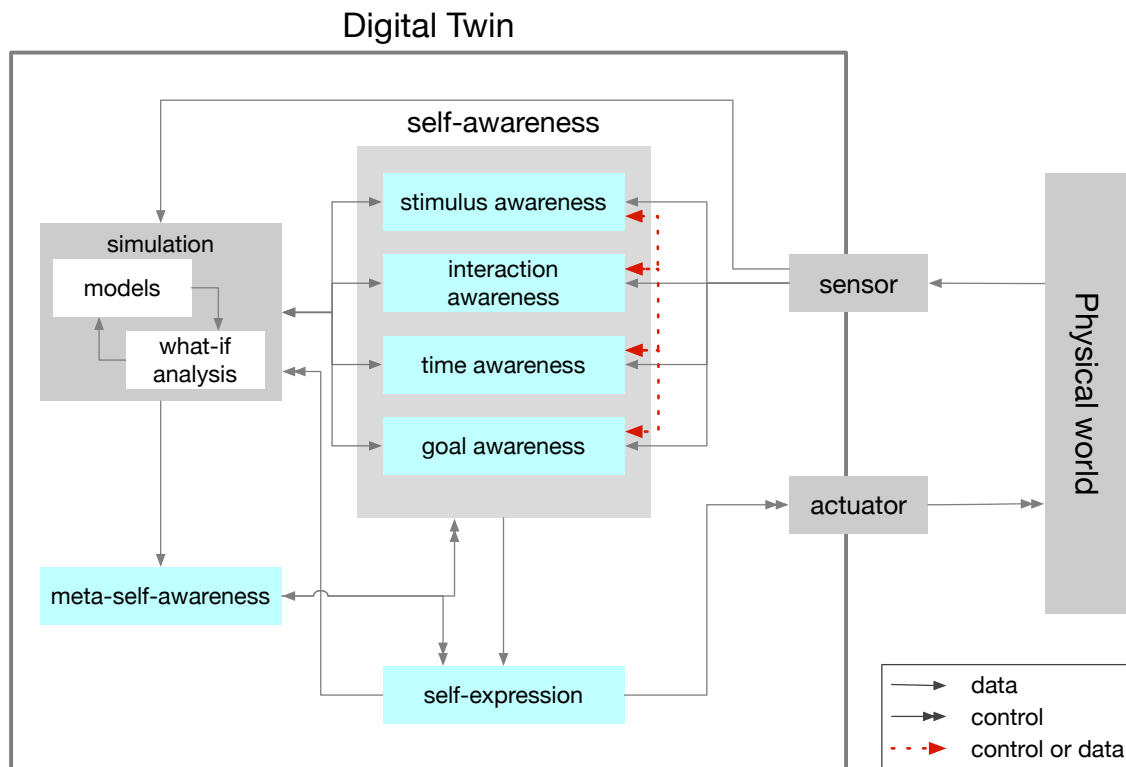 Digital Twin
self-awareness
stimulus awareness
interaction
awareness
time awareness
goal awareness
simulation
models
what-if
analysis
sensor
Physical world
actuator
meta-self-awareness
self-expression
data
control
control or data